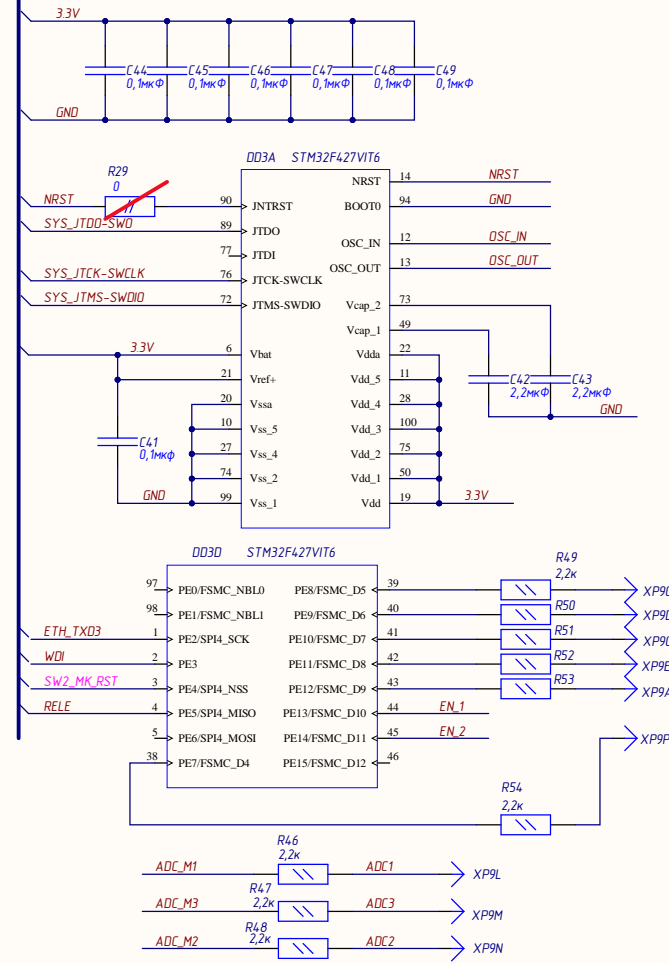 3.3V
C44 C45 C46 C47 C48 C49
0,1мкФ 0,1мкФ 0,1мкФ 0,1мкФ 0,1мкФ 0,1мкФ
GND
DD3A STM32F427VIT6
R29
0
NRST 90 JNTRST
NRST 14 NRST
SYS_JTDO-SWO 89 JTDO
BOOT0 94 GND
77 JTDI
OSC_IN 12 OSC_IN
SYS_JTCK-SWCLK 76 JTCK-SWCLK
OSC_OUT 13 OSC_OUT
SYS_JTMS-SWDIO 72 JTMS-SWDIO
Vcap_2 73
Vcap_1 49
3.3V 6 Vbat
Vdda 22
21 Vref+
Vdd_5 11
C42 C43
2,2мкФ 2,2мкФ
20 Vssa
Vdd_4 28
GND
10 Vss_5
Vdd_3 100
C41
0,1мкф
27 Vss_4
Vdd_2 75
74 Vss_2
Vdd_1 50
GND 99 Vss_1
Vdd 19 3.3V
DD3D STM32F427VIT6
R49
2,2к
97 PE0/FSMC_NBL0 PE8/FSMC_D5 39
98 PE1/FSMC_NBL1 PE9/FSMC_D6 40 R50
ETH_TXD3 1 PE2/SPI4_SCK PE10/FSMC_D7 41 R51
WDI 2 PE3 PE11/FSMC_D8 42 R52 XP9E
SW2_MK_RST 3 PE4/SPI4_NSS PE12/FSMC_D9 43 R53 XP9A
RELE 4 PE5/SPI4_MISO PE13/FSMC_D10 44 EN_1
5 PE6/SPI4_MOSI PE14/FSMC_D11 45 EN_2 XP9P
38 PE7/FSMC_D4 PE15/FSMC_D12 46
R54
2,2к
R46
2,2к
ADC_M1 ADC1 XP9L
R47
2,2к
ADC_M3 ADC3 XP9M
R48
2,2к
ADC_M2 ADC2 XP9N